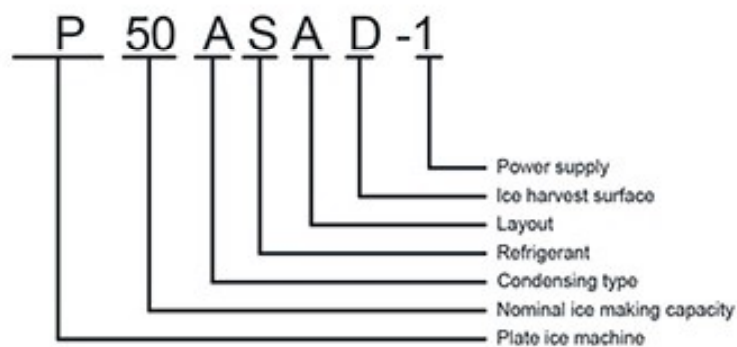 P 50 A S A D -1
Power supply
Ice harvest surface
Layout
Refrigerant
Condensing type
Nominal ice making capacity
Plate ice machine